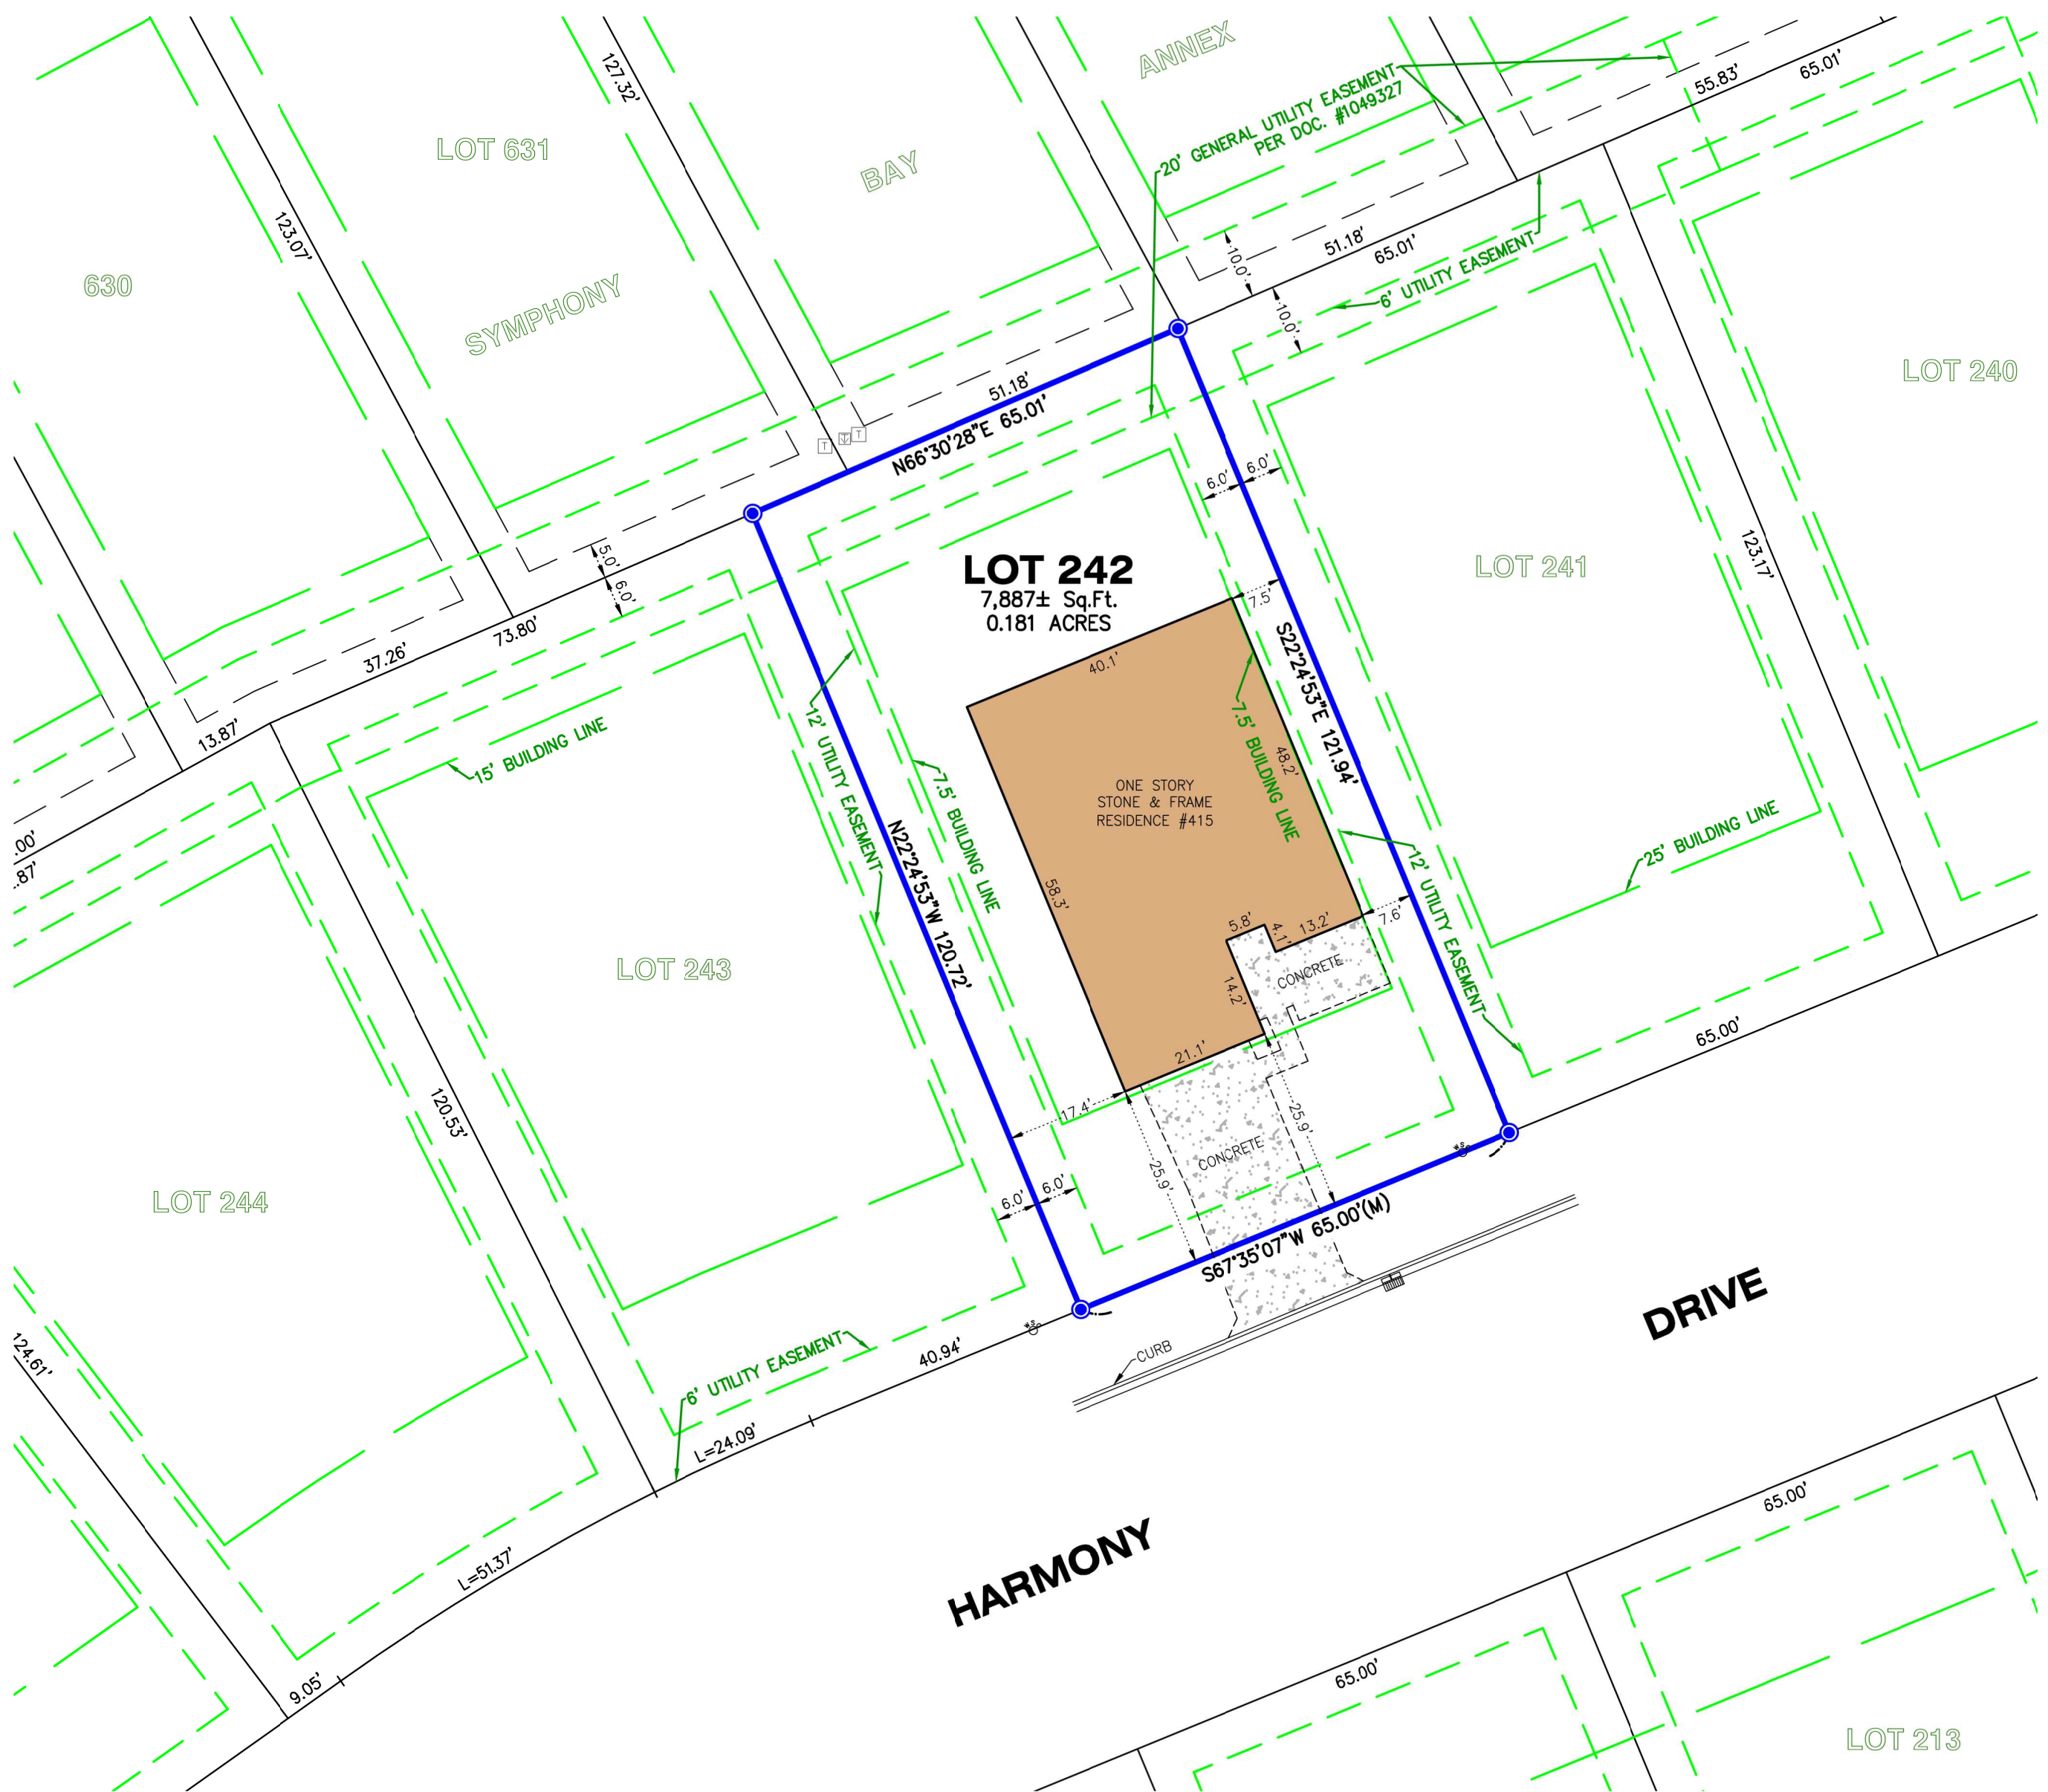 ANNEX
55.83'
65.01'
127.32'
20' GENERAL UTILITY EASEMENT
PER DOC. #1049327
LOT 631
BAY
123.07'
51.18'
65.01'
10.0'
6' UTILITY EASEMENT
10.0'
630
SYMPHONY
LOT 240
51.18'
N66°30'28"E 65.01'
6.0'
6.0'
5.0'
6.0'
LOT 242
7,887± Sq.Ft.
0.181 ACRES
LOT 241
123.17'
7.5'
73.80'
37.26'
13.87'
40.1'
S22°24'53"E 121.94'
7.5' BUILDING LINE
48.2'
12' UTILITY EASEMENT
15' BUILDING LINE
7.5' BUILDING LINE
ONE STORY
STONE & FRAME
RESIDENCE #415
N22°24'53"W 120.72'
.00'
.87'
25' BUILDING LINE
12' UTILITY EASEMENT
58.3'
5.8'
4.1'
13.2'
7.6'
LOT 243
CONCRETE
14.2'
65.00'
21.1'
120.53'
17.4'
25.9'
CONCRETE
25.9'
LOT 244
6.0'
6.0'
S67°35'07"W 65.00'(M)
DRIVE
124.61'
40.94'
CURB
6' UTILITY EASEMENT
L=24.09'
65.00'
HARMONY
L=51.37'
9.05'
65.00'
LOT 213
T
T